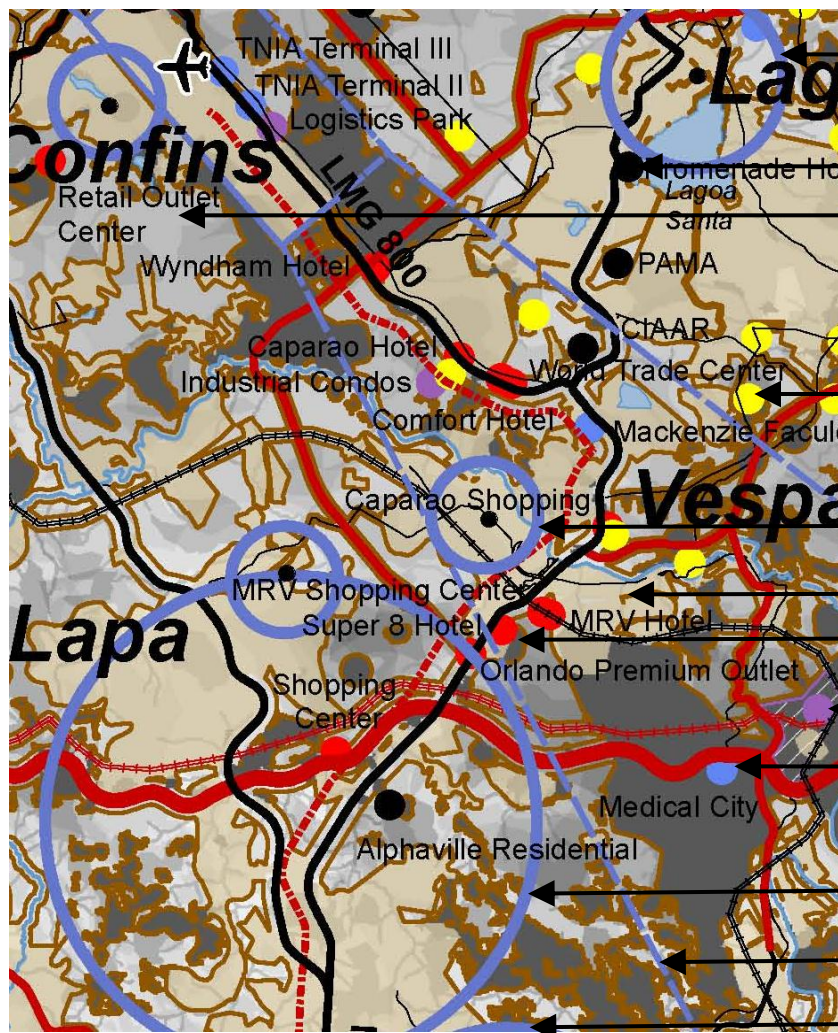 TNIA Terminal III
TNIA Terminal II
Logistics Park
Lag
Confins
LMG 800
Promenade Ho
Retail Outlet
Center
Lagoa
Santa
Wyndham Hotel
PAMA
CIAAR
Caparao Hotel
World Trade Center
Industrial Condos
Comfort Hotel
Mackenzie Facul
Caparao Shopping
Vespa
MRV Shopping Center
Super 8 Hotel
MRV Hotel
Lapa
Orlando Premium Outlet
Shopping
Center
Medical City
Alphaville Residential